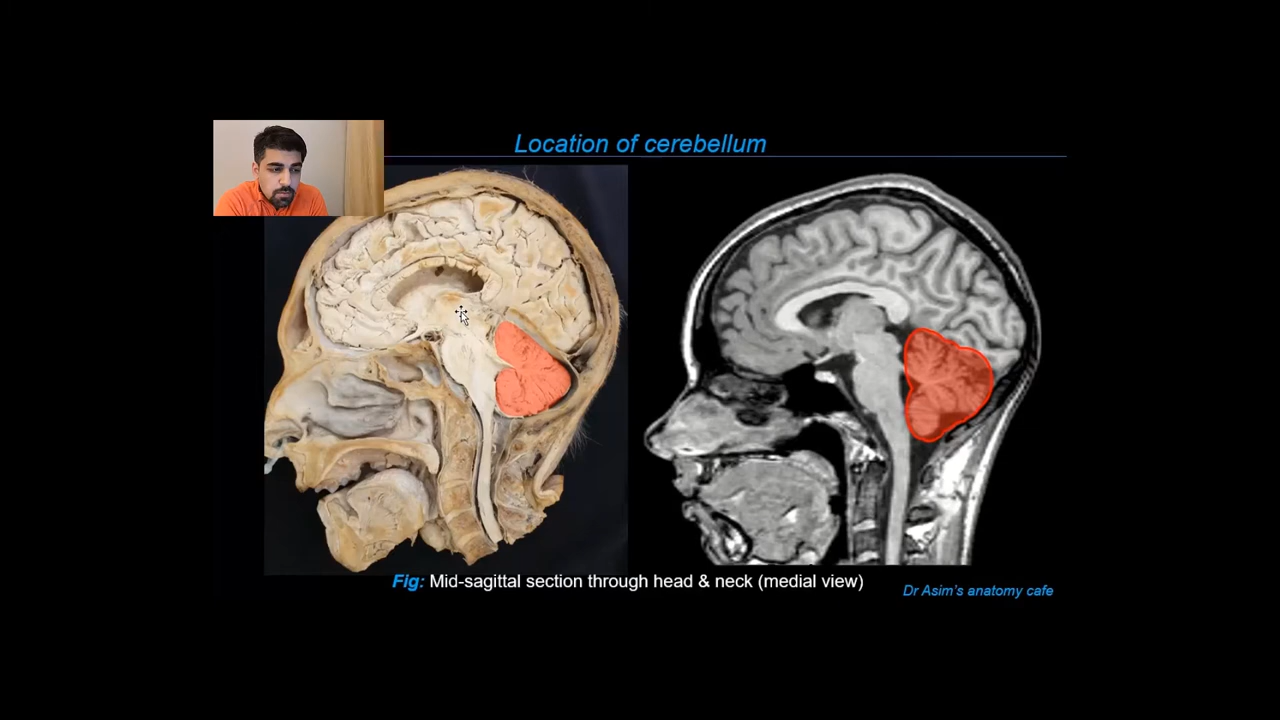 Location of cerebellum
Fig: Mid-sagittal section through head & neck (medial view)
Dr Asim's anatomy cafe